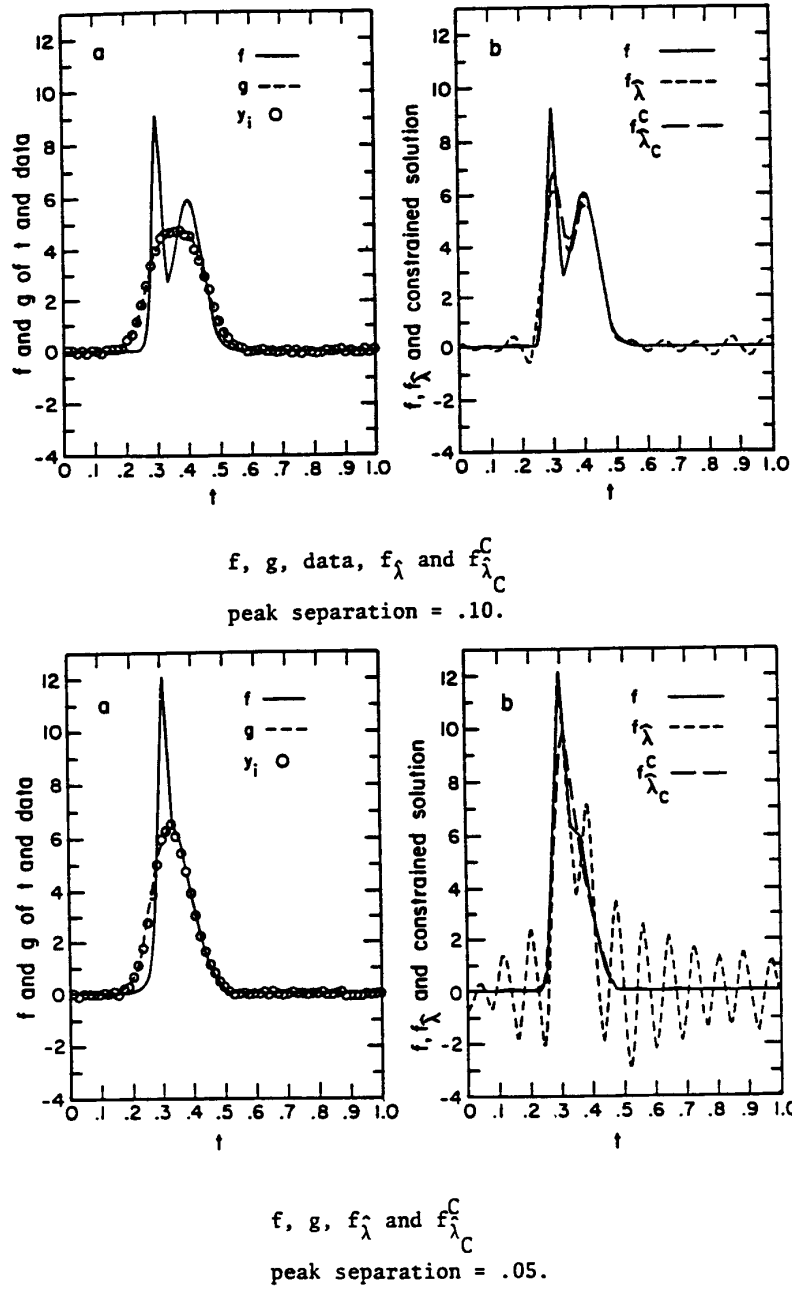 a
f
g
y_i
12
10
8
6
4
2
0
-2
-4
f and g of t and data
0 .1 .2 .3 .4 .5 .6 .7 .8 .9 1.0
t
b
f
f_λ̂
f^C_λ̂_C
12
10
8
6
4
2
0
-2
-4
f, f_λ̂ and constrained solution
0 .1 .2 .3 .4 .5 .6 .7 .8 .9 1.0
t
f, g, data, f_λ̂ and f^C_λ̂_C
peak separation = .10.
a
f
g
y_i
12
10
8
6
4
2
0
-2
-4
f and g of t and data
0 .1 .2 .3 .4 .5 .6 .7 .8 .9 1.0
t
b
f
f_λ̂
f^C_λ̂_C
12
10
8
6
4
2
0
-2
-4
f, f_λ̂ and constrained solution
0 .1 .2 .3 .4 .5 .6 .7 .8 .9 1.0
t
f, g, f_λ̂ and f^C_λ̂_C
peak separation = .05.